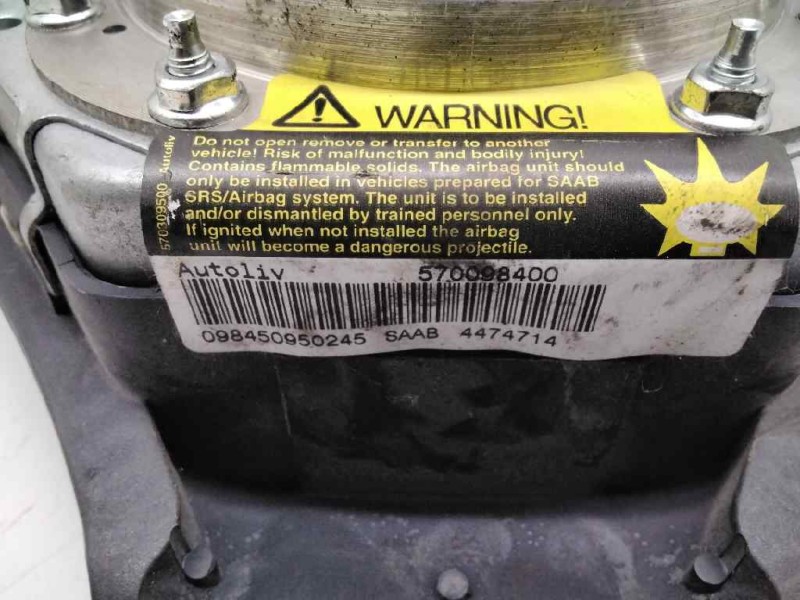 WARNING!
Do not open remove or transfer to another
vehicle! Risk of malfunction and bodily injury!
Contains flammable solids. The airbag unit should
only be installed in vehicles prepared for SAAB
SRS/Airbag system. The unit is to be installed
and/or dismantled by trained personnel only.
If ignited when not installed the airbag
unit will become a dangerous projectile.
570309500 Autoliv
Autoliv 570098400
098450950245 SAAB 4474714